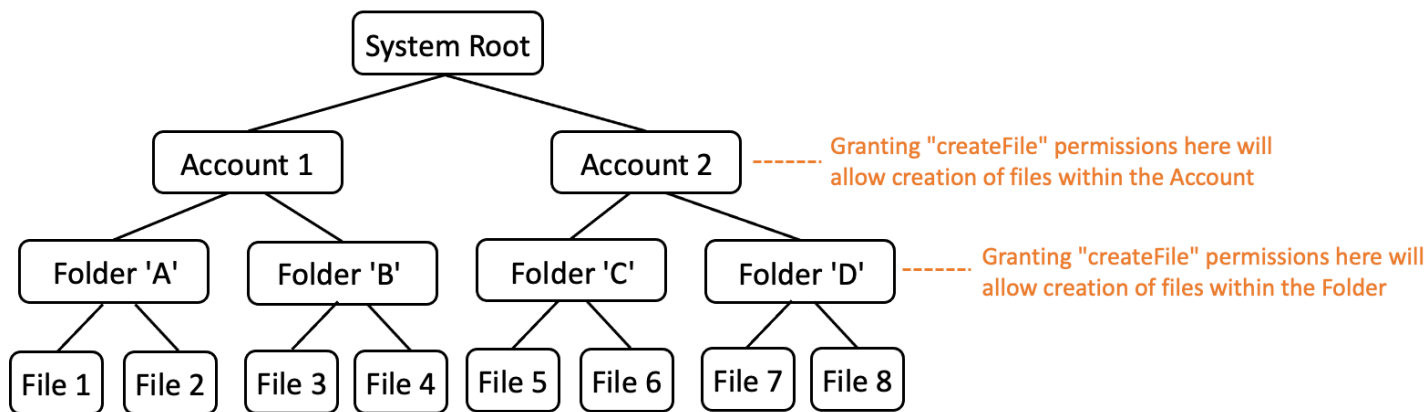 System Root
Account 1
Account 2
Granting "createFile" permissions here will
allow creation of files within the Account
Folder 'A'
Folder 'B'
Folder 'C'
Folder 'D'
Granting "createFile" permissions here will
allow creation of files within the Folder
File 1
File 2
File 3
File 4
File 5
File 6
File 7
File 8